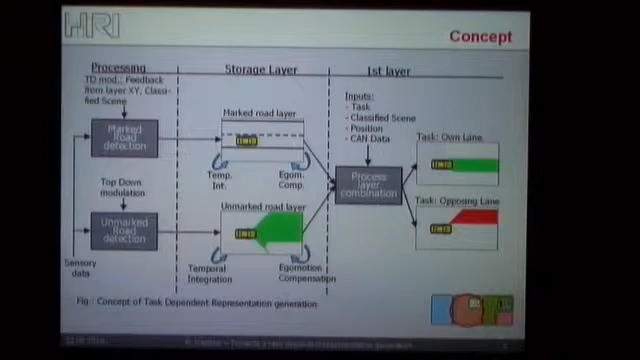 HRI
Concept
Processing
Storage Layer
1st layer
TD mod.: Feedback
from layer XY, Classi-
fied Scene
Marked
Road
detection
Top Down
modulation
Unmarked
Road
detection
Sensory
data
Marked road layer
Temp.
Int.
Egom.
Comp.
Unmarked road layer
Temporal
Integration
Egomotion
Compensation
Inputs:
- Task
- Classified Scene
- Position
- CAN Data
Process
layer
combination
Task: Own Lane
Task: Opposing Lane
Fig.: Concept of Task Dependent Representation generation